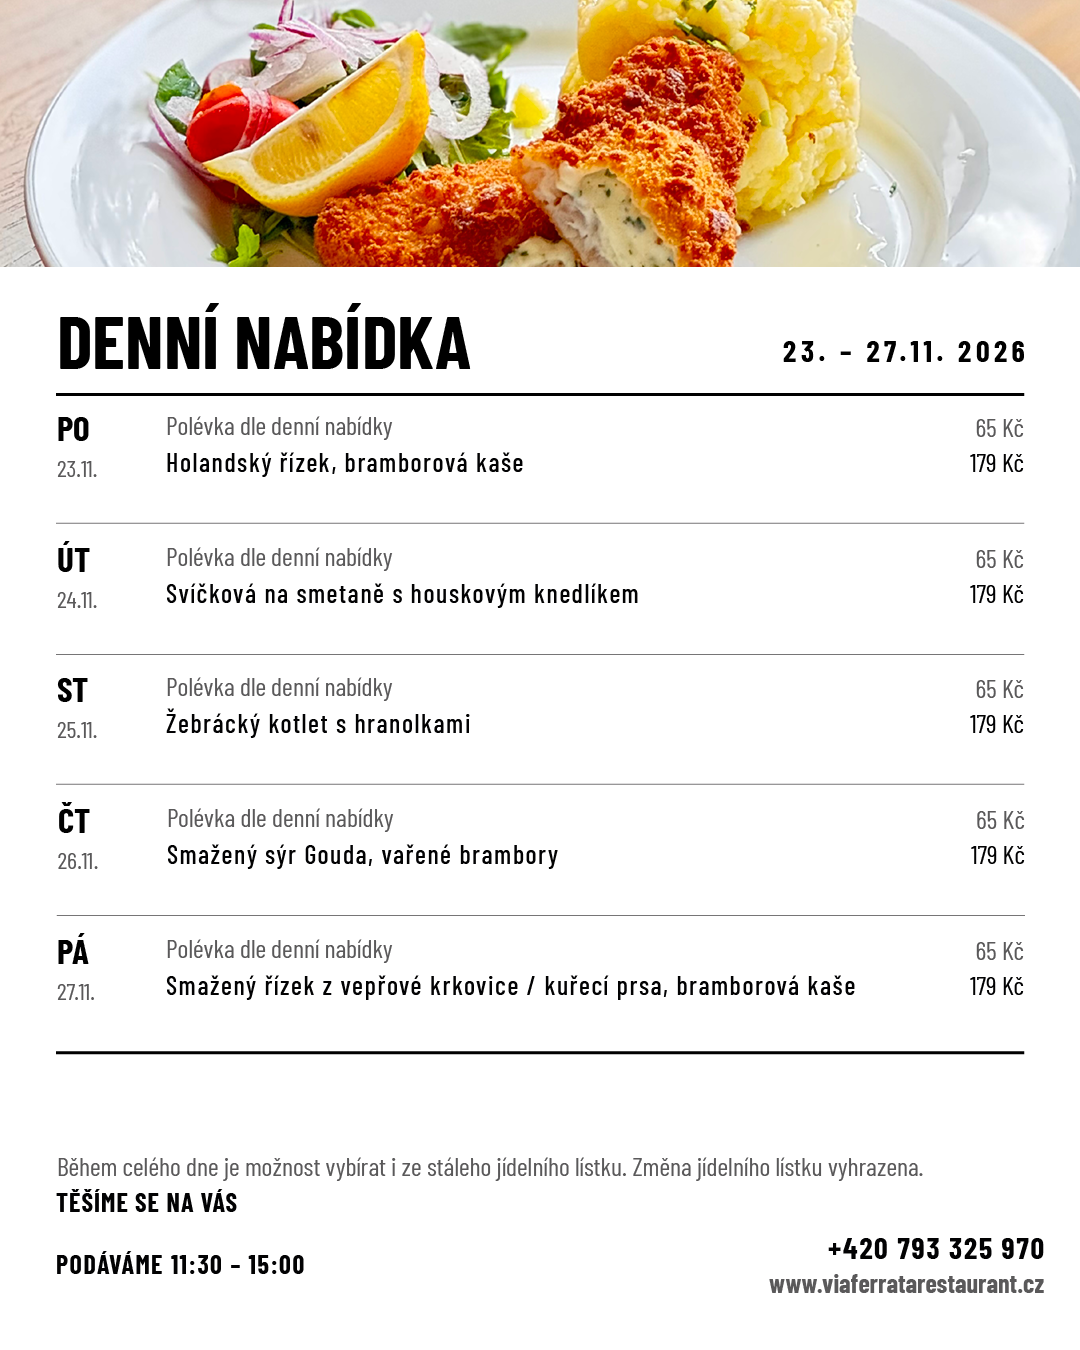 DENNÍ NABÍDKA
23. – 27.11. 2026
PO
Polévka dle denní nabídky
65 Kč
23.11.
Holandský řízek, bramborová kaše
179 Kč
ÚT
Polévka dle denní nabídky
65 Kč
24.11.
Svíčková na smetaně s houskovým knedlíkem
179 Kč
ST
Polévka dle denní nabídky
65 Kč
25.11.
Žebrácký kotlet s hranolkami
179 Kč
ČT
Polévka dle denní nabídky
65 Kč
26.11.
Smažený sýr Gouda, vařené brambory
179 Kč
PÁ
Polévka dle denní nabídky
65 Kč
27.11.
Smažený řízek z vepřové krkovice / kuřecí prsa, bramborová kaše
179 Kč
Během celého dne je možnost vybírat i ze stáleho jídelního lístku. Změna jídelního lístku vyhrazena.
TĚŠÍME SE NA VÁS
PODÁVÁME 11:30 – 15:00
+420 793 325 970
www.viaferratarestaurant.cz